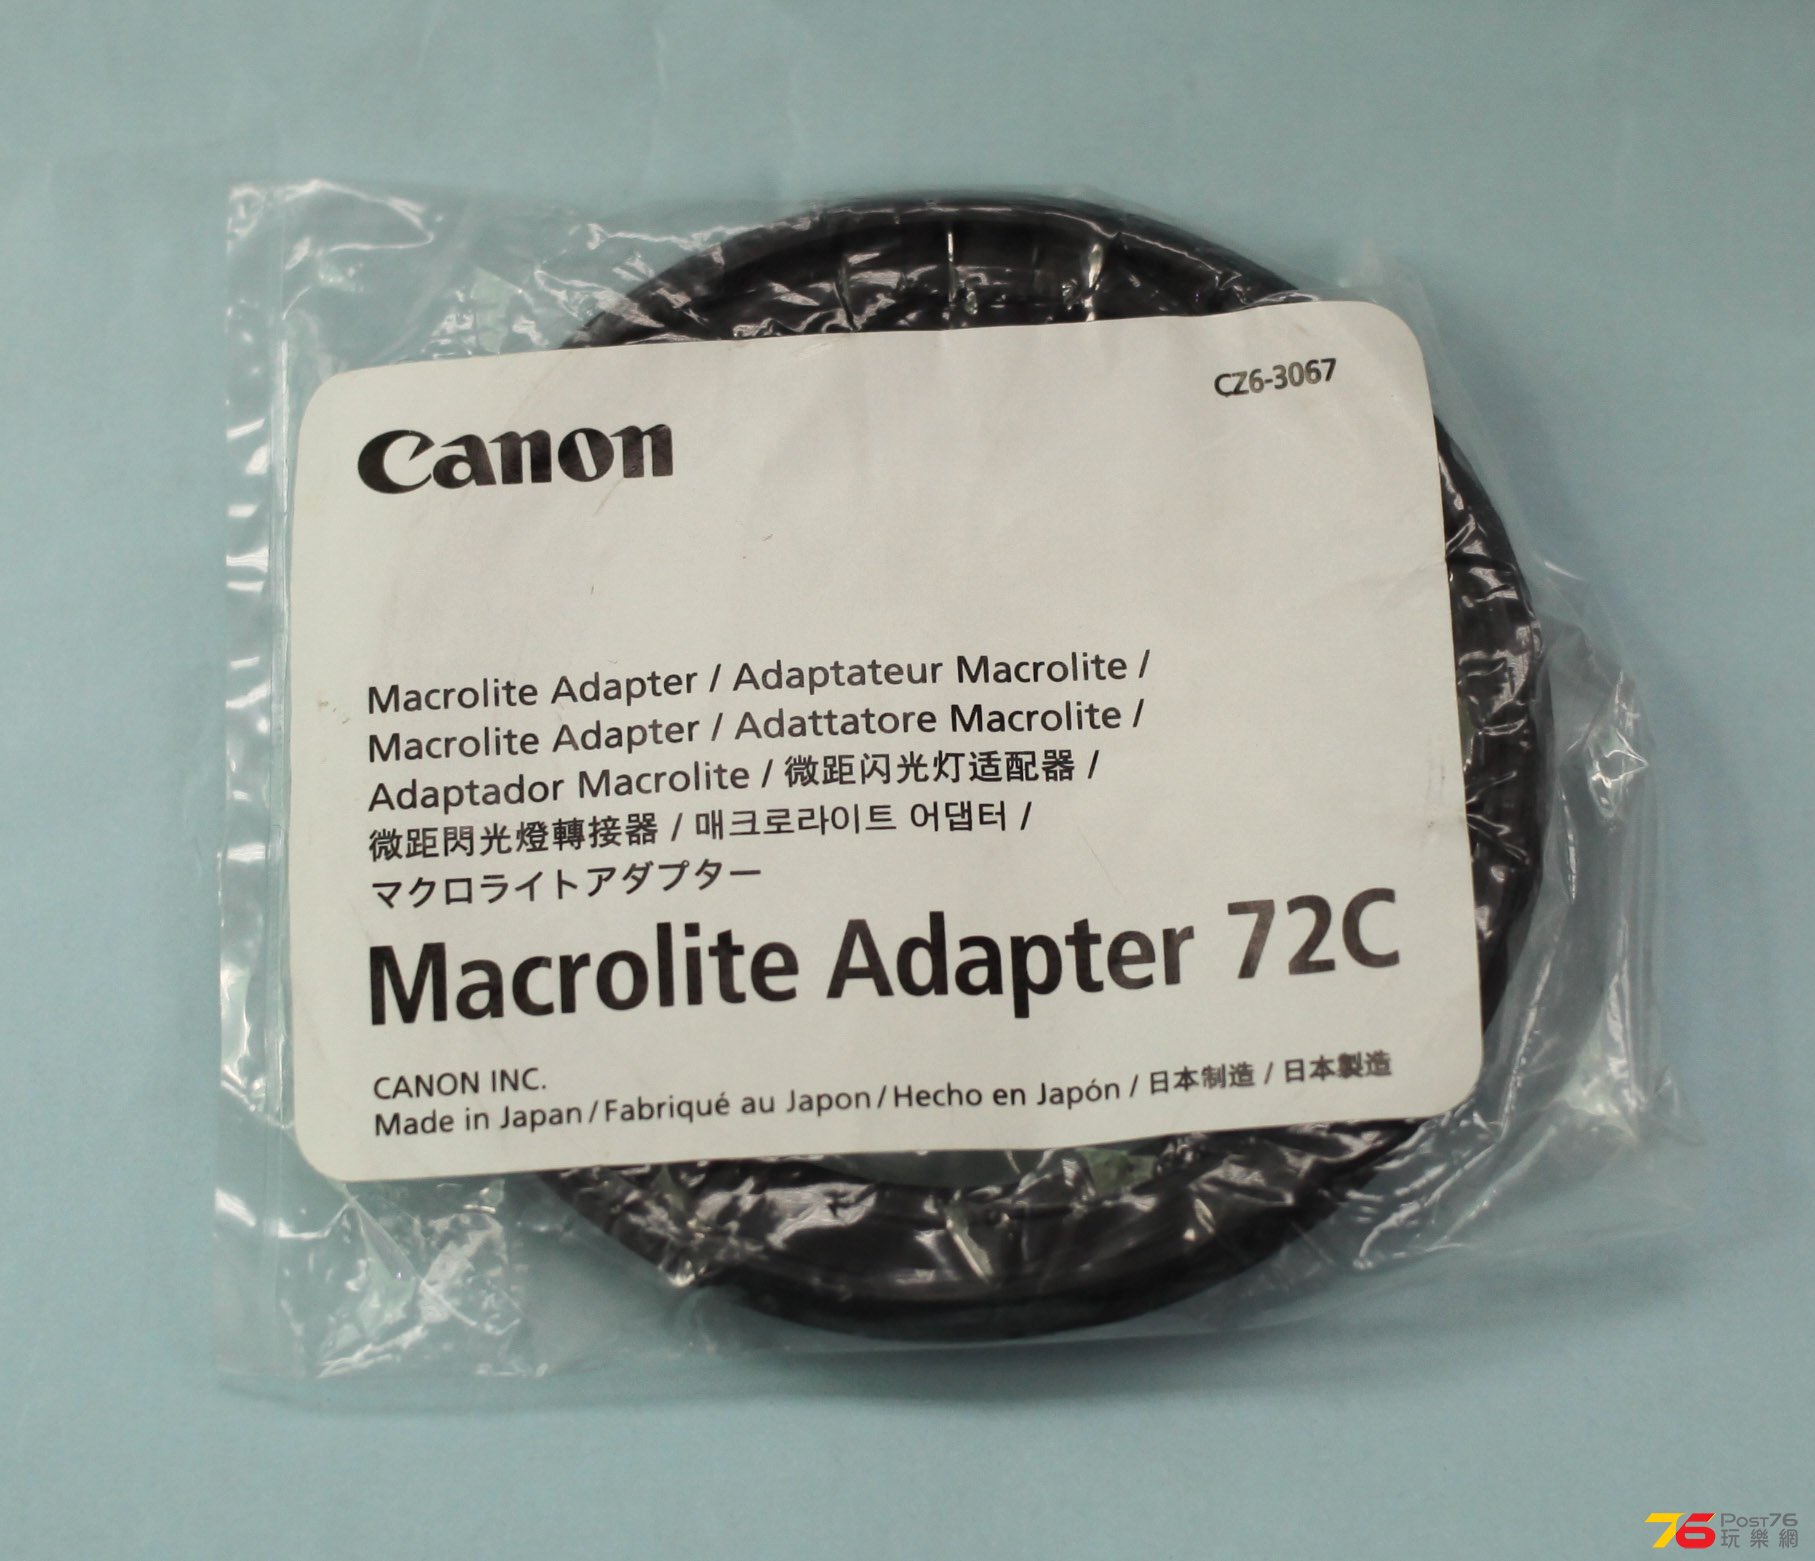 CZ6-3067
Canon
Macrolite Adapter / Adaptateur Macrolite /
Macrolite Adapter / Adattatore Macrolite /
Adaptador Macrolite / 微距闪光灯适配器 /
微距閃光燈轉接器 / 매크로라이트 어댑터 /
マクロライトアダプター
Macrolite Adapter 72C
CANON INC.
Made in Japan / Fabriqué au Japon / Hecho en Japón / 日本制造 / 日本製造
76 POST76
玩樂網